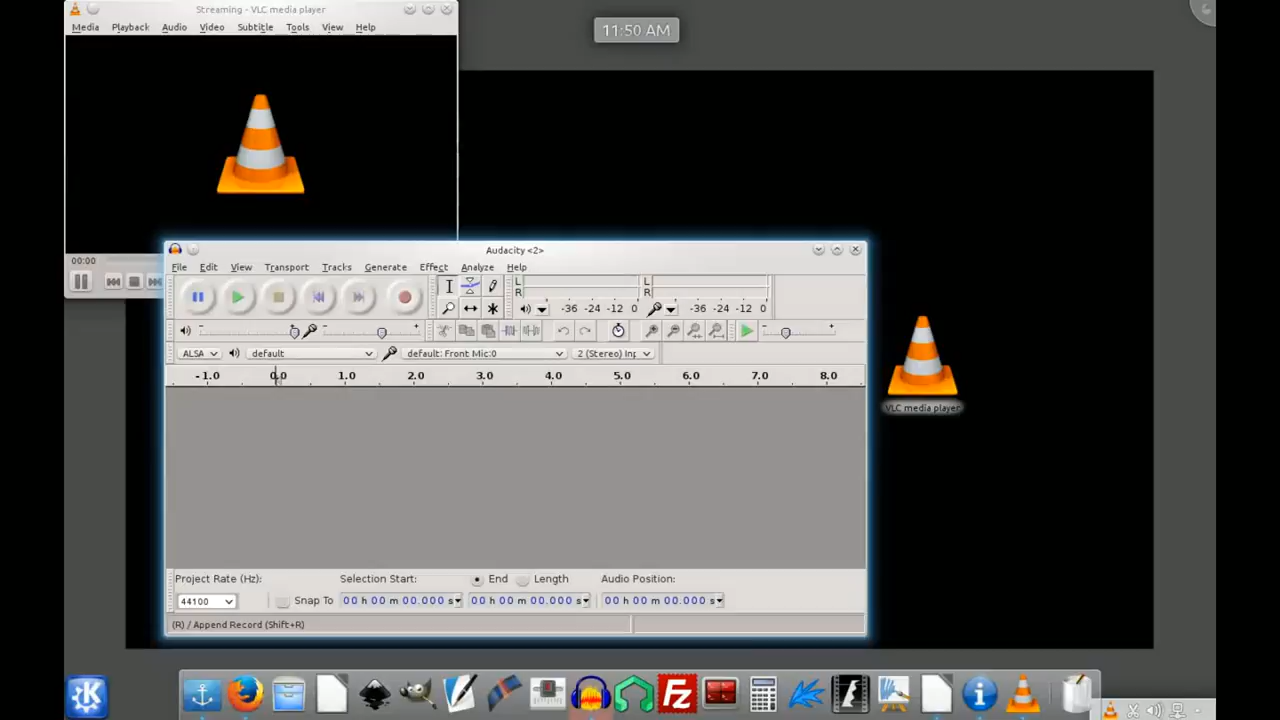 Streaming - VLC media player
Media Playback Audio Video Subtitle Tools View Help
11:50 AM
00:00
Audacity <2>
File Edit View Transport Tracks Generate Effect Analyze Help
L L
R R
-36 -24 -12 0 -36 -24 -12 0
ALSA default default: Front Mic:0 2 (Stereo) Inp
-1.0 0.0 1.0 2.0 3.0 4.0 5.0 6.0 7.0 8.0
VLC media player
Project Rate (Hz): Selection Start: End Length Audio Position:
44100 Snap To 00 h 00 m 00.000 s 00 h 00 m 00.000 s 00 h 00 m 00.000 s
(R) / Append Record (Shift+R)
K Fz i